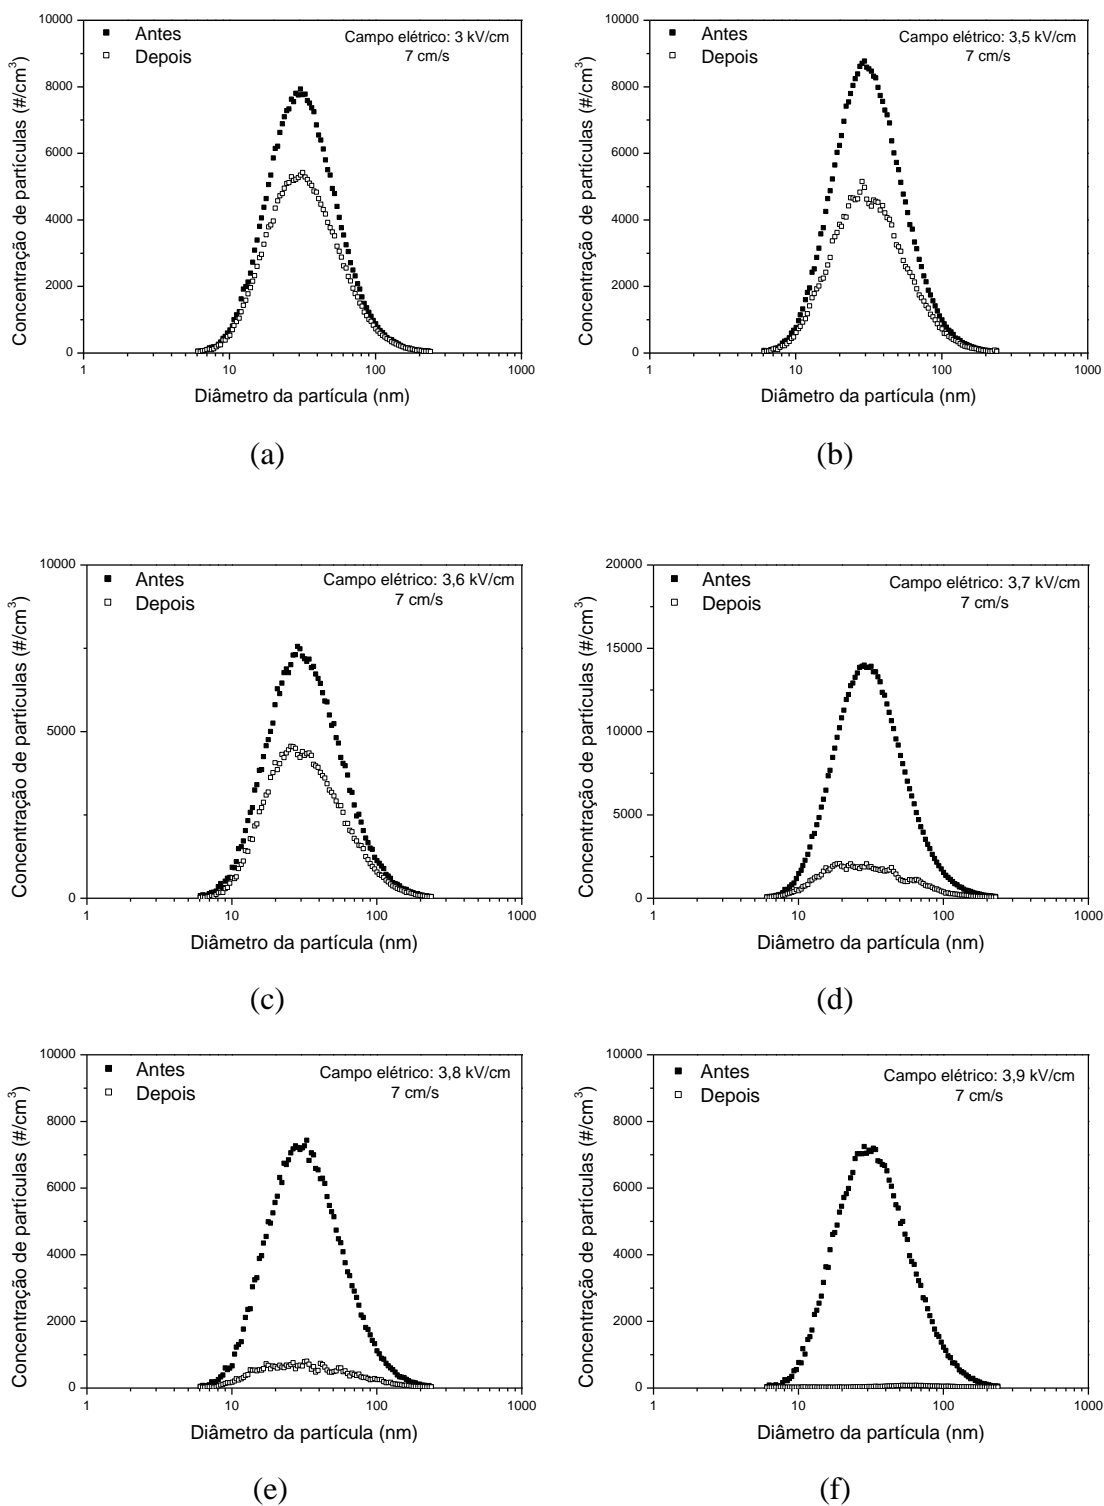 10000
8000
6000
4000
2000
0
Concentração de partículas (#/cm³)
Antes
Depois
Campo elétrico: 3 kV/cm
7 cm/s
1
10
100
1000
Diâmetro da partícula (nm)
(a)
10000
8000
6000
4000
2000
0
Concentração de partículas (#/cm³)
Antes
Depois
Campo elétrico: 3,5 kV/cm
7 cm/s
1
10
100
1000
Diâmetro da partícula (nm)
(b)
10000
5000
0
Concentração de partículas (#/cm³)
Antes
Depois
Campo elétrico: 3,6 kV/cm
7 cm/s
1
10
100
1000
Diâmetro da partícula (nm)
(c)
20000
15000
10000
5000
0
Concentração de partículas (#/cm³)
Antes
Depois
Campo elétrico: 3,7 kV/cm
7 cm/s
1
10
100
1000
Diâmetro da partícula (nm)
(d)
10000
8000
6000
4000
2000
0
Concentração de partículas (#/cm³)
Antes
Depois
Campo elétrico: 3,8 kV/cm
7 cm/s
1
10
100
1000
Diâmetro da partícula (nm)
(e)
10000
8000
6000
4000
2000
0
Concentração de partículas (#/cm³)
Antes
Depois
Campo elétrico: 3,9 kV/cm
7 cm/s
1
10
100
1000
Diâmetro da partícula (nm)
(f)